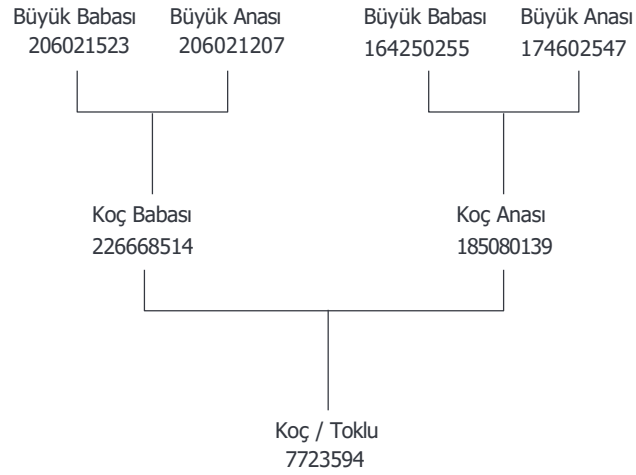 Büyük Babası Büyük Anası Büyük Babası Büyük Anası
206021523 206021207 164250255 174602547
Koç Babası Koç Anası
226668514 185080139
Koç / Toklu
7723594